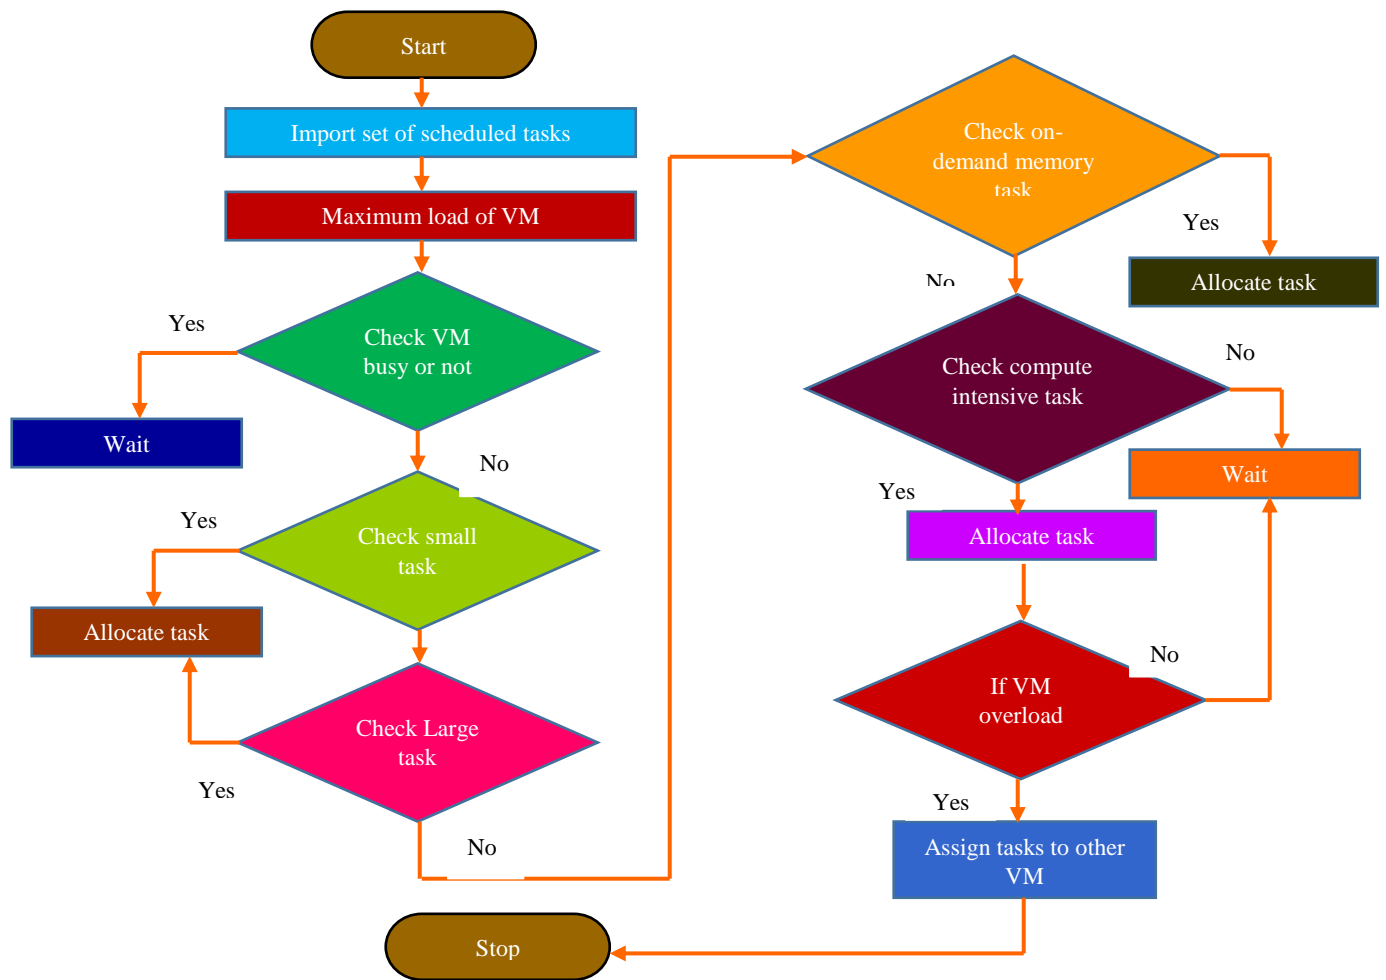 Start
Import set of scheduled tasks
Maximum load of VM
Yes
Check VM
busy or not
Wait
No
Yes
Check small
task
Allocate task
Check Large
task
Yes
No
Check on-
demand memory
task
Yes
Allocate task
No
Check compute
intensive task
No
Wait
Yes
Allocate task
No
If VM
overload
Yes
Assign tasks to other
VM
Stop